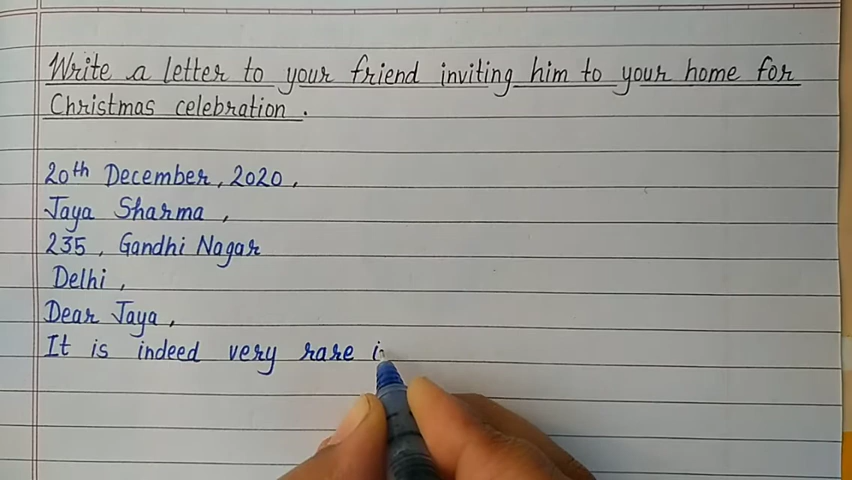 Write a letter to your friend inviting him to your home for
Christmas celebration .
20th December, 2020,
Jaya Sharma ,
235 , Gandhi Nagar
Delhi ,
Dear Jaya ,
It is indeed very rare